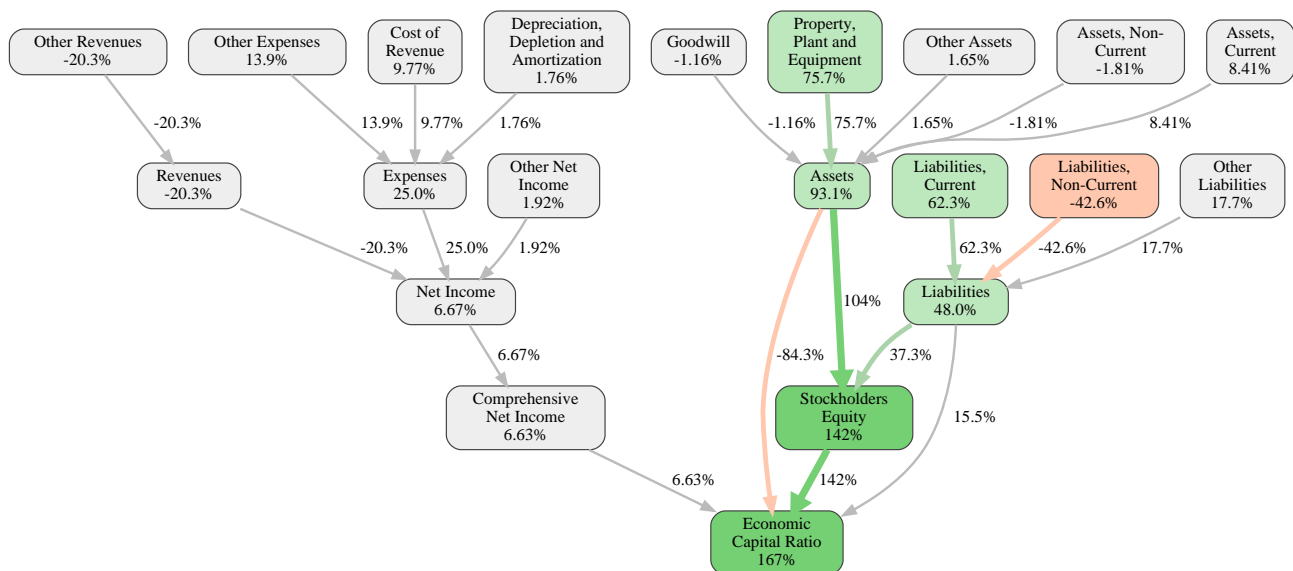 Other Revenues
-20.3%
Other Expenses
13.9%
Cost of
Revenue
9.77%
Depreciation,
Depletion and
Amortization
1.76%
Goodwill
-1.16%
Property,
Plant and
Equipment
75.7%
Other Assets
1.65%
Assets, Non-
Current
-1.81%
Assets,
Current
8.41%
-20.3%
13.9%
9.77%
1.76%
-1.16%
75.7%
1.65%
-1.81%
8.41%
Revenues
-20.3%
Expenses
25.0%
Other Net
Income
1.92%
Assets
93.1%
Liabilities,
Current
62.3%
Liabilities,
Non-Current
-42.6%
Other
Liabilities
17.7%
-20.3%
25.0%
1.92%
62.3%
-42.6%
17.7%
Net Income
6.67%
104%
Liabilities
48.0%
6.67%
-84.3%
37.3%
Comprehensive
Net Income
6.63%
Stockholders
Equity
142%
15.5%
6.63%
142%
Economic
Capital Ratio
167%